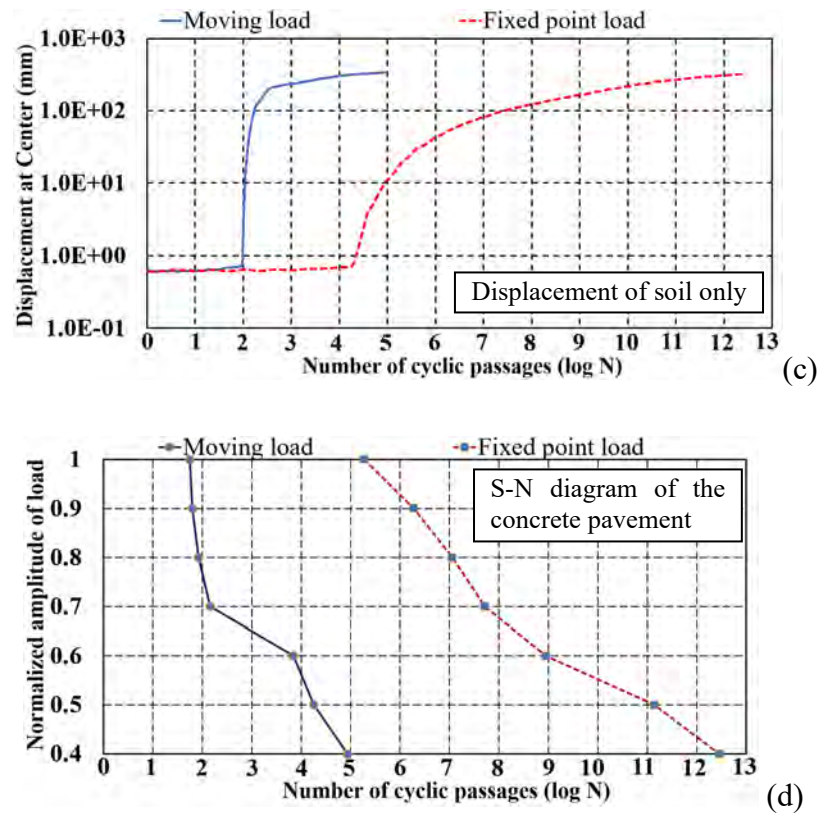 Moving load Fixed point load
1.0E+03
1.0E+02
1.0E+01
1.0E+00
1.0E-01
Displacement at Center (mm)
Displacement of soil only
0 1 2 3 4 5 6 7 8 9 10 11 12 13
Number of cyclic passages (log N)
(c)
Moving load Fixed point load
1
0.9
0.8
0.7
0.6
0.5
0.4
Normalized amplitude of load
S-N diagram of the
concrete pavement
0 1 2 3 4 5 6 7 8 9 10 11 12 13
Number of cyclic passages (log N)
(d)